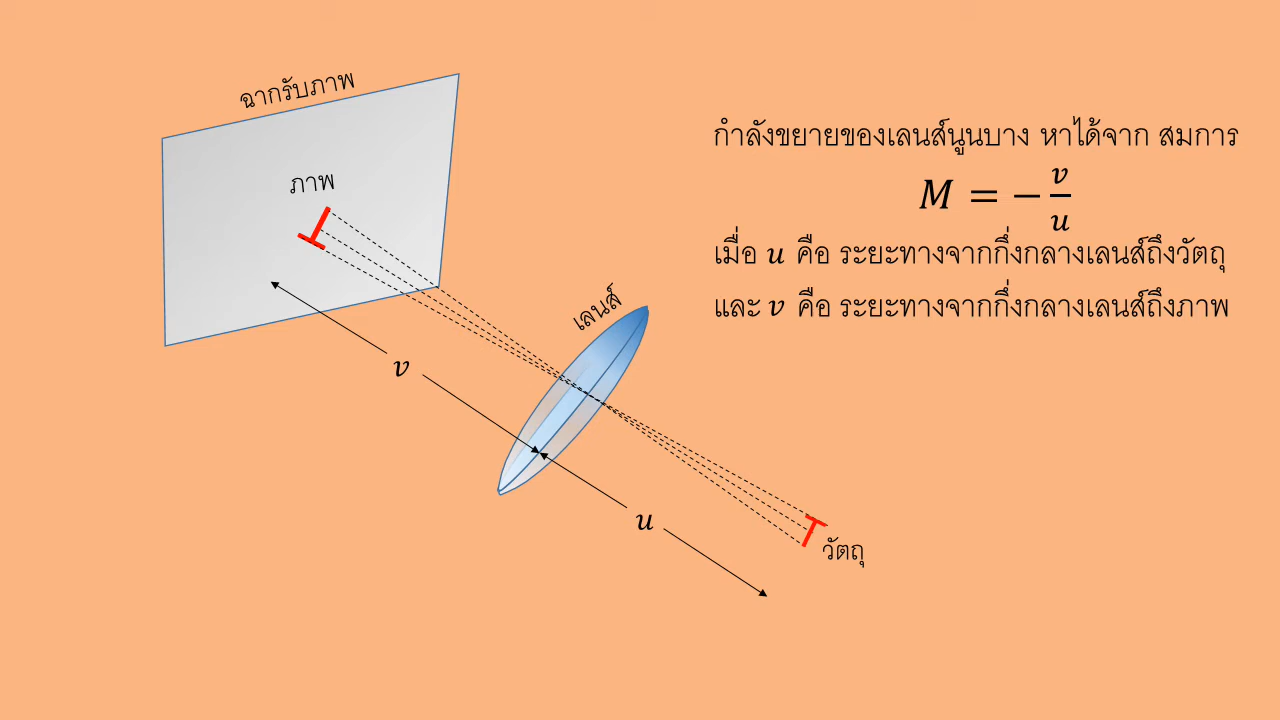 ฉากรับภาพ
ภาพ
กำลังขยายของเลนส์นูนบาง หาได้จาก สมการ
M = − v/u
เมื่อ u คือ ระยะทางจากกึ่งกลางเลนส์ถึงวัตถุ
และ v คือ ระยะทางจากกึ่งกลางเลนส์ถึงภาพ
เลนส์
v
u
วัตถุ